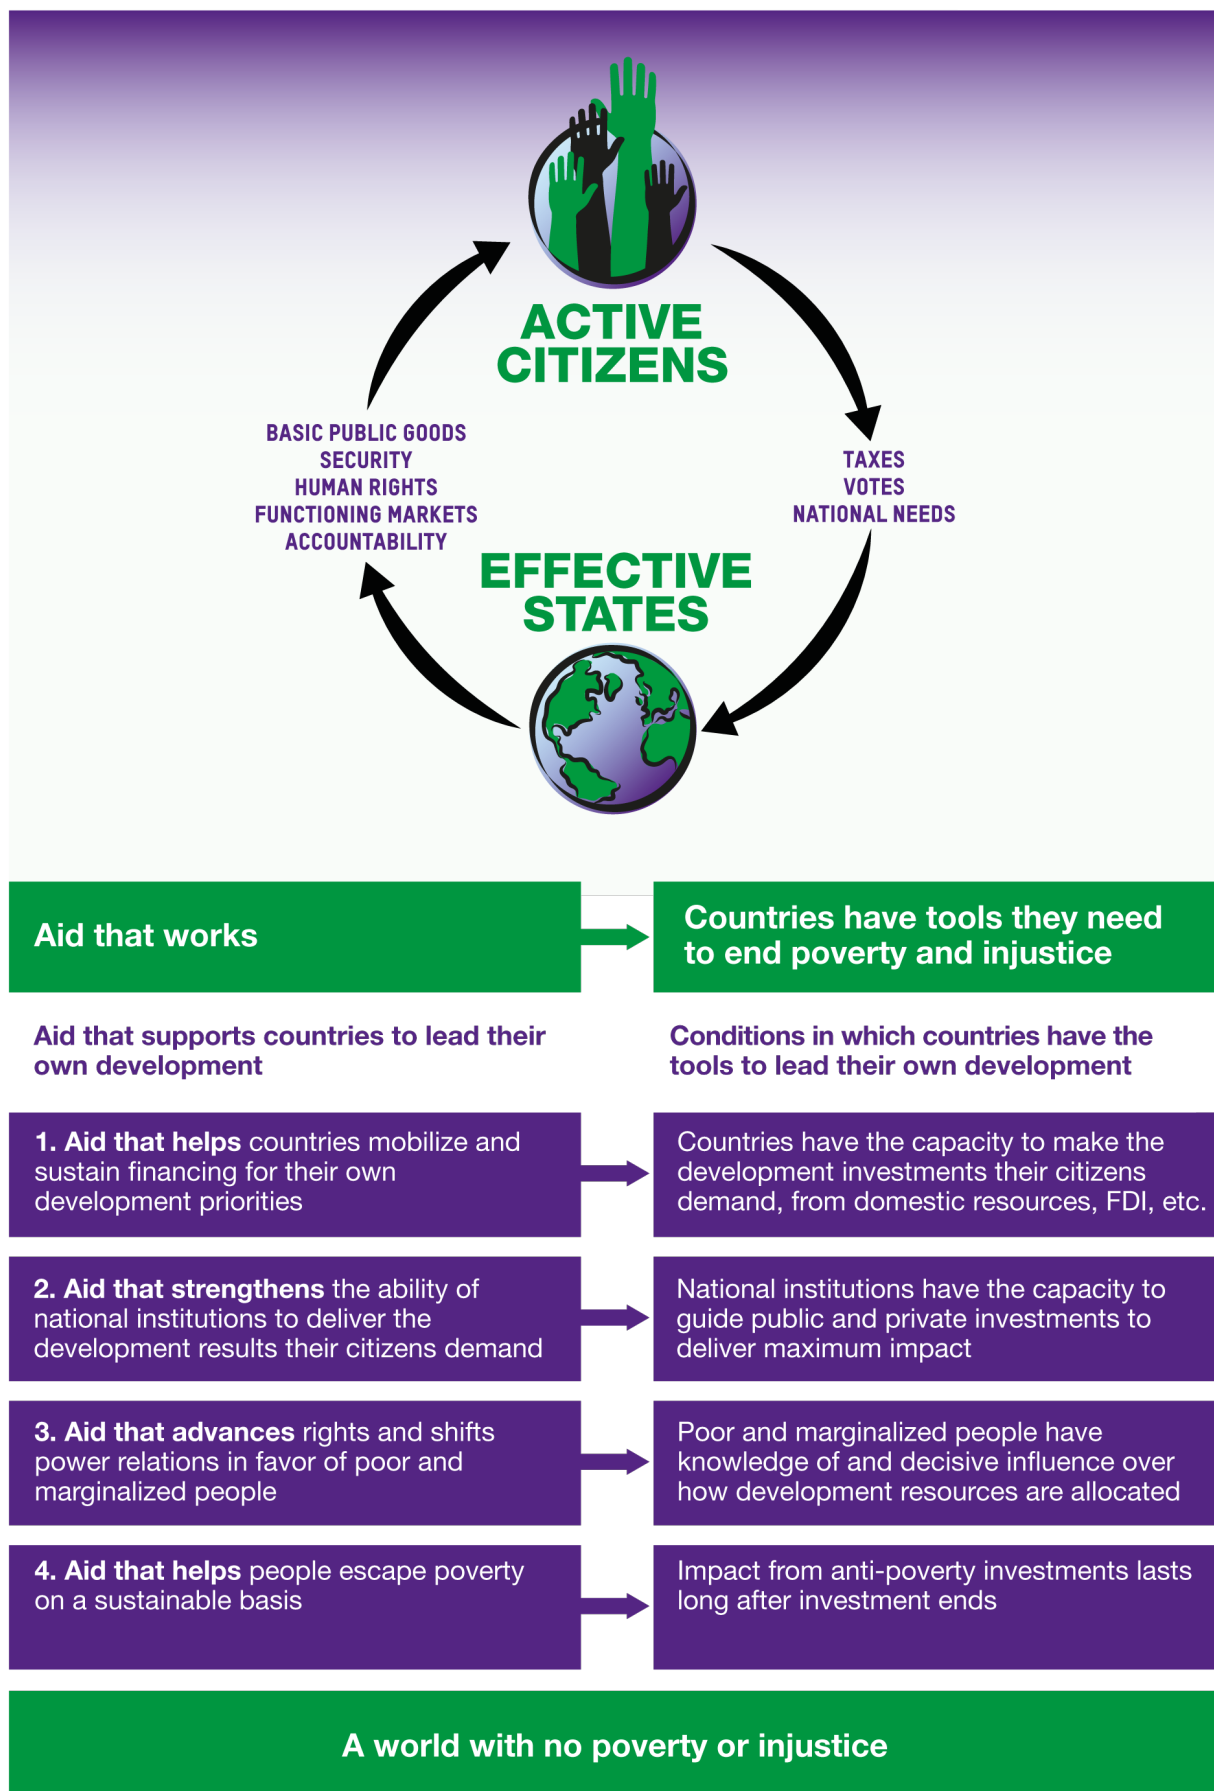 ACTIVE
CITIZENS
BASIC PUBLIC GOODS
SECURITY
HUMAN RIGHTS
FUNCTIONING MARKETS
ACCOUNTABILITY
TAXES
VOTES
NATIONAL NEEDS
EFFECTIVE
STATES
Aid that works
Countries have tools they need
to end poverty and injustice
Aid that supports countries to lead their
own development
Conditions in which countries have the
tools to lead their own development
1. Aid that helps countries mobilize and
sustain financing for their own
development priorities
Countries have the capacity to make the
development investments their citizens
demand, from domestic resources, FDI, etc.
2. Aid that strengthens the ability of
national institutions to deliver the
development results their citizens demand
National institutions have the capacity to
guide public and private investments to
deliver maximum impact
3. Aid that advances rights and shifts
power relations in favor of poor and
marginalized people
Poor and marginalized people have
knowledge of and decisive influence over
how development resources are allocated
4. Aid that helps people escape poverty
on a sustainable basis
Impact from anti-poverty investments lasts
long after investment ends
A world with no poverty or injustice